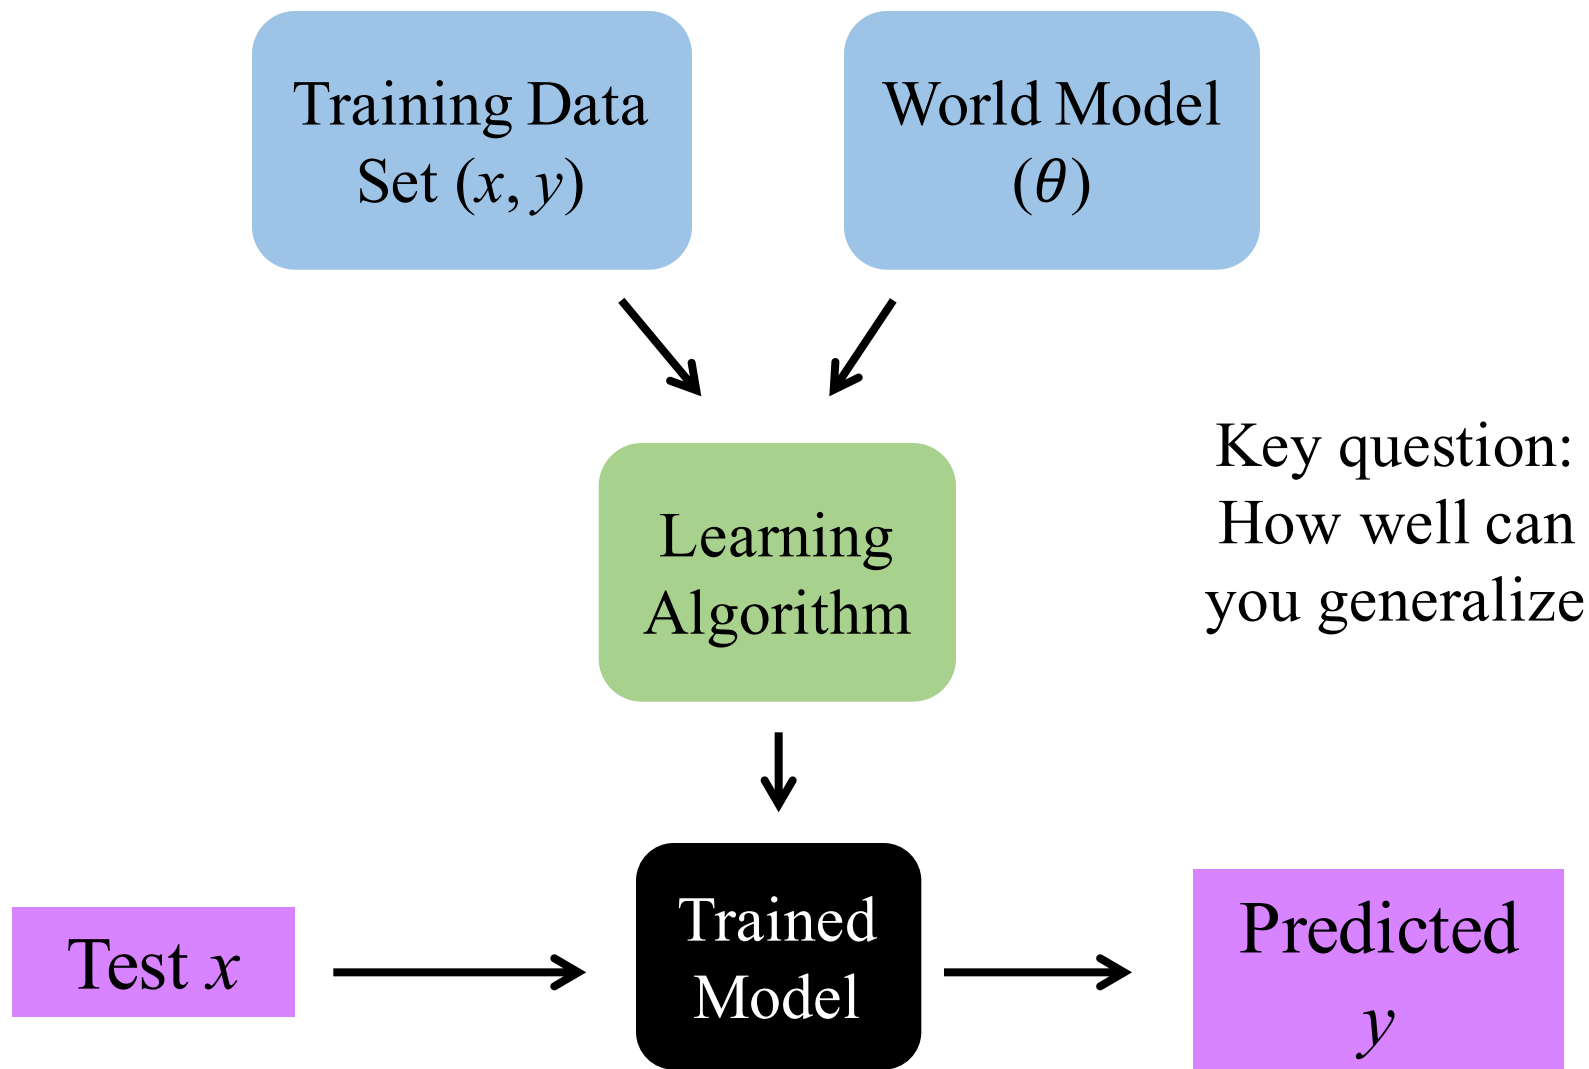 Training Data
Set (x, y)
World Model
(θ)
Learning
Algorithm
Key question:
How well can
you generalize
Trained
Model
Test x
Predicted
y